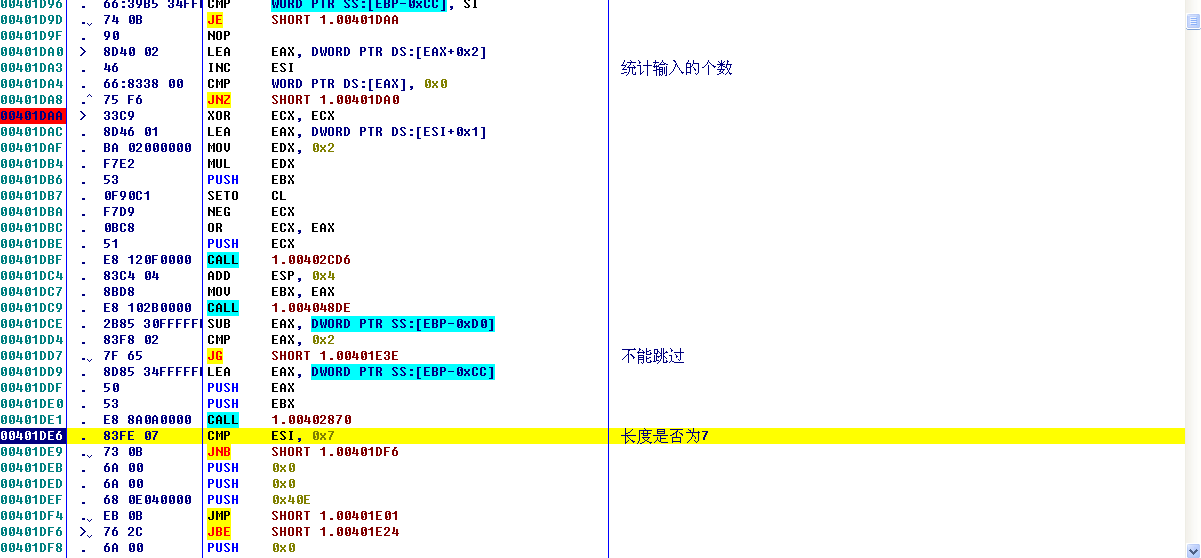 00401D96 . 66:39B5 34FFF CMP WORD PTR SS:[EBP-0xCC], SI
00401D9D . 74 0B JE SHORT 1.00401DAA
00401D9F . 90 NOP
00401DA0 > 8D40 02 LEA EAX, DWORD PTR DS:[EAX+0x2]
00401DA3 . 46 INC ESI 统计输入的个数
00401DA4 . 66:8338 00 CMP WORD PTR DS:[EAX], 0x0
00401DA8 .^ 75 F6 JNZ SHORT 1.00401DA0
00401DAA > 33C9 XOR ECX, ECX
00401DAC . 8D46 01 LEA EAX, DWORD PTR DS:[ESI+0x1]
00401DAF . BA 02000000 MOV EDX, 0x2
00401DB4 . F7E2 MUL EDX
00401DB6 . 53 PUSH EBX
00401DB7 . 0F90C1 SETO CL
00401DBA . F7D9 NEG ECX
00401DBC . 0BC8 OR ECX, EAX
00401DBE . 51 PUSH ECX
00401DBF . E8 120F0000 CALL 1.00402CD6
00401DC4 . 83C4 04 ADD ESP, 0x4
00401DC7 . 8BD8 MOV EBX, EAX
00401DC9 . E8 102B0000 CALL 1.004048DE
00401DCE . 2B85 30FFFFF SUB EAX, DWORD PTR SS:[EBP-0xD0]
00401DD4 . 83F8 02 CMP EAX, 0x2
00401DD7 .⌄ 7F 65 JG SHORT 1.00401E3E 不能跳过
00401DD9 . 8D85 34FFFFF LEA EAX, DWORD PTR SS:[EBP-0xCC]
00401DDF . 50 PUSH EAX
00401DE0 . 53 PUSH EBX
00401DE1 . E8 8A0A0000 CALL 1.00402870
00401DE6 . 83FE 07 CMP ESI, 0x7 长度是否为7
00401DE9 .⌄ 73 0B JNB SHORT 1.00401DF6
00401DEB . 6A 00 PUSH 0x0
00401DED . 6A 00 PUSH 0x0
00401DEF . 68 0E040000 PUSH 0x40E
00401DF4 .⌄ EB 0B JMP SHORT 1.00401E01
00401DF6 >⌄ 76 2C JBE SHORT 1.00401E24
00401DF8 . 6A 00 PUSH 0x0